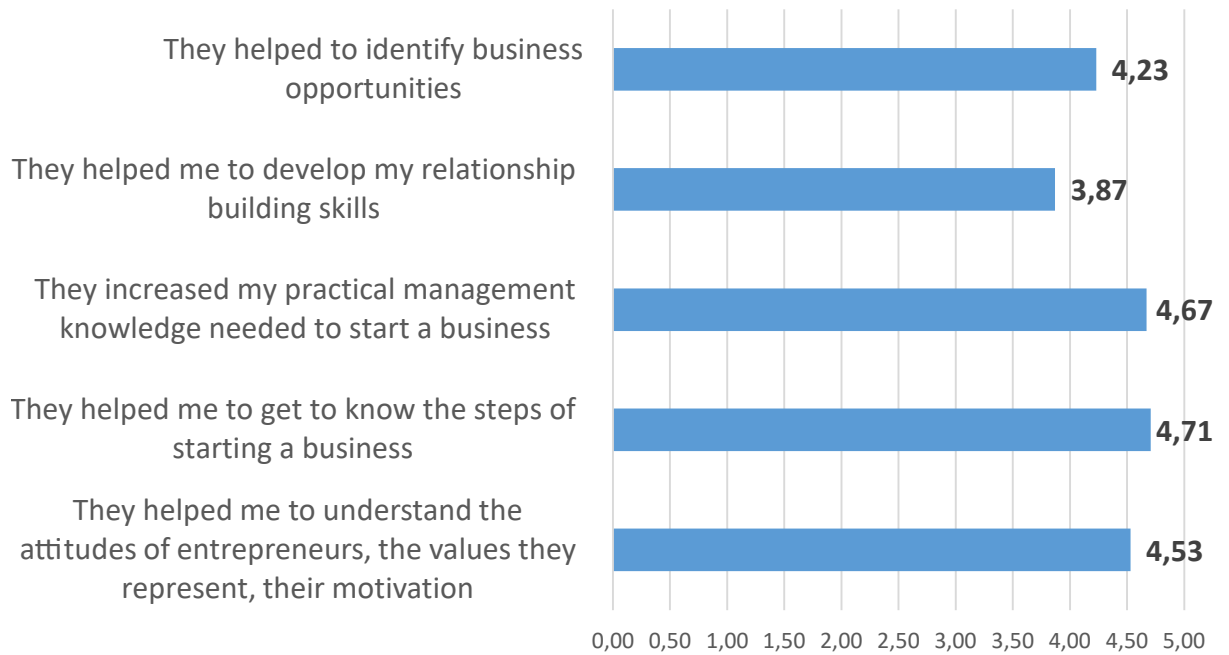 They helped to identify business
opportunities
4,23
They helped me to develop my relationship
building skills
3,87
They increased my practical management
knowledge needed to start a business
4,67
They helped me to get to know the steps of
starting a business
4,71
They helped me to understand the
attitudes of entrepreneurs, the values they
represent, their motivation
4,53
0,00 0,50 1,00 1,50 2,00 2,50 3,00 3,50 4,00 4,50 5,00